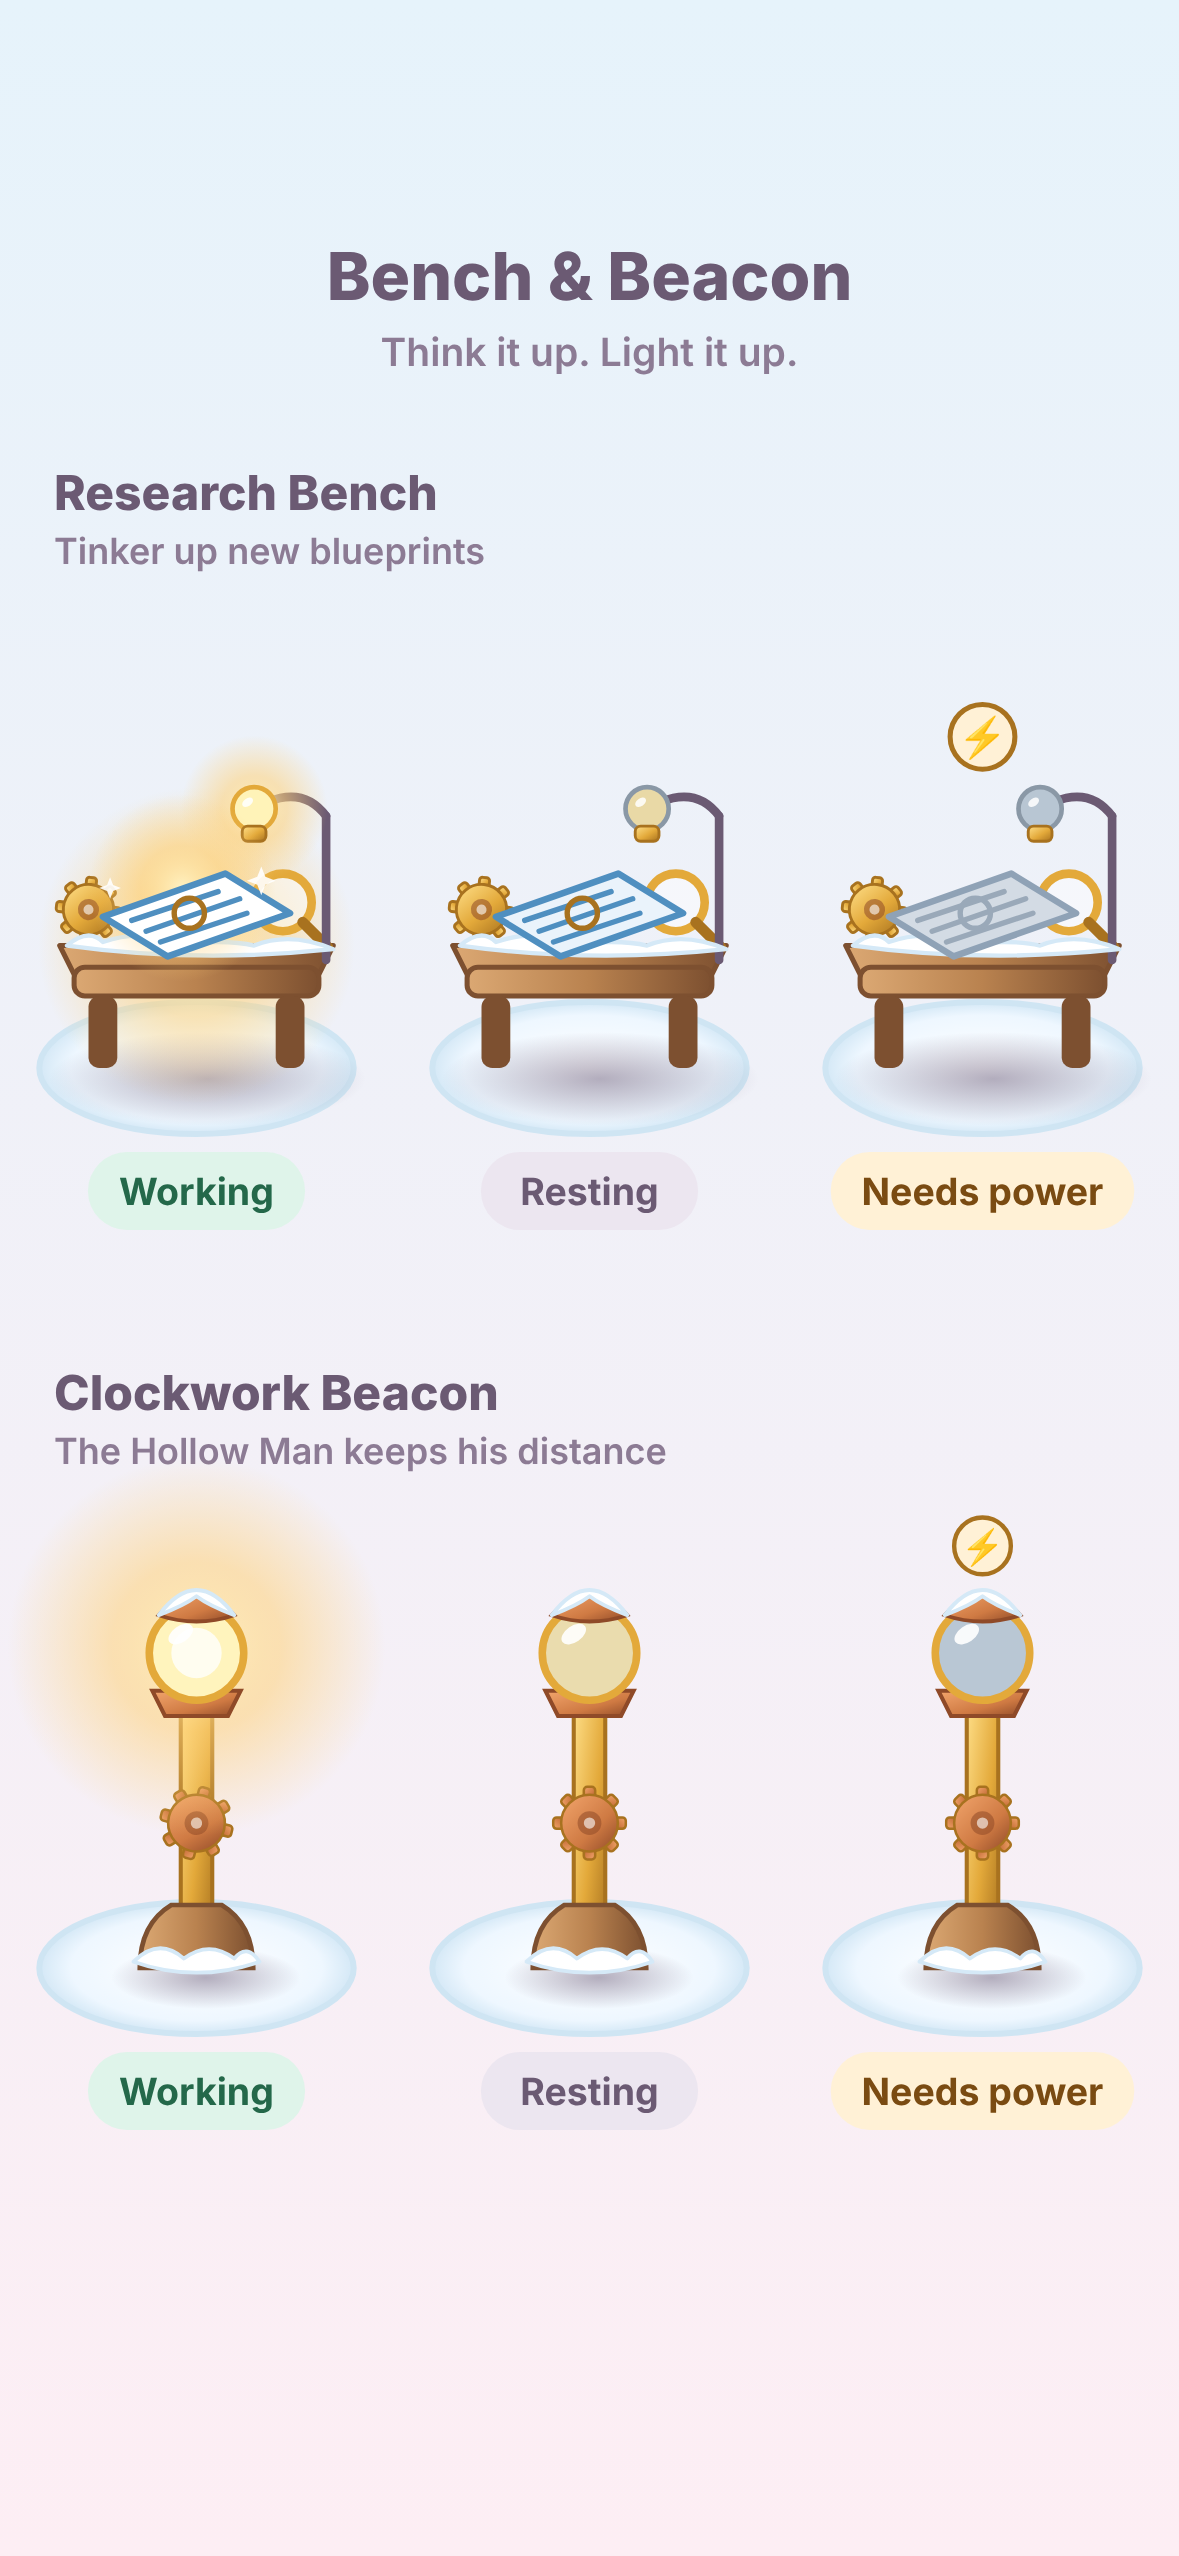 Bench & Beacon
Think it up. Light it up.
Research Bench
Tinker up new blueprints
Working
Resting
Needs power
Clockwork Beacon
The Hollow Man keeps his distance
Working
Resting
Needs power